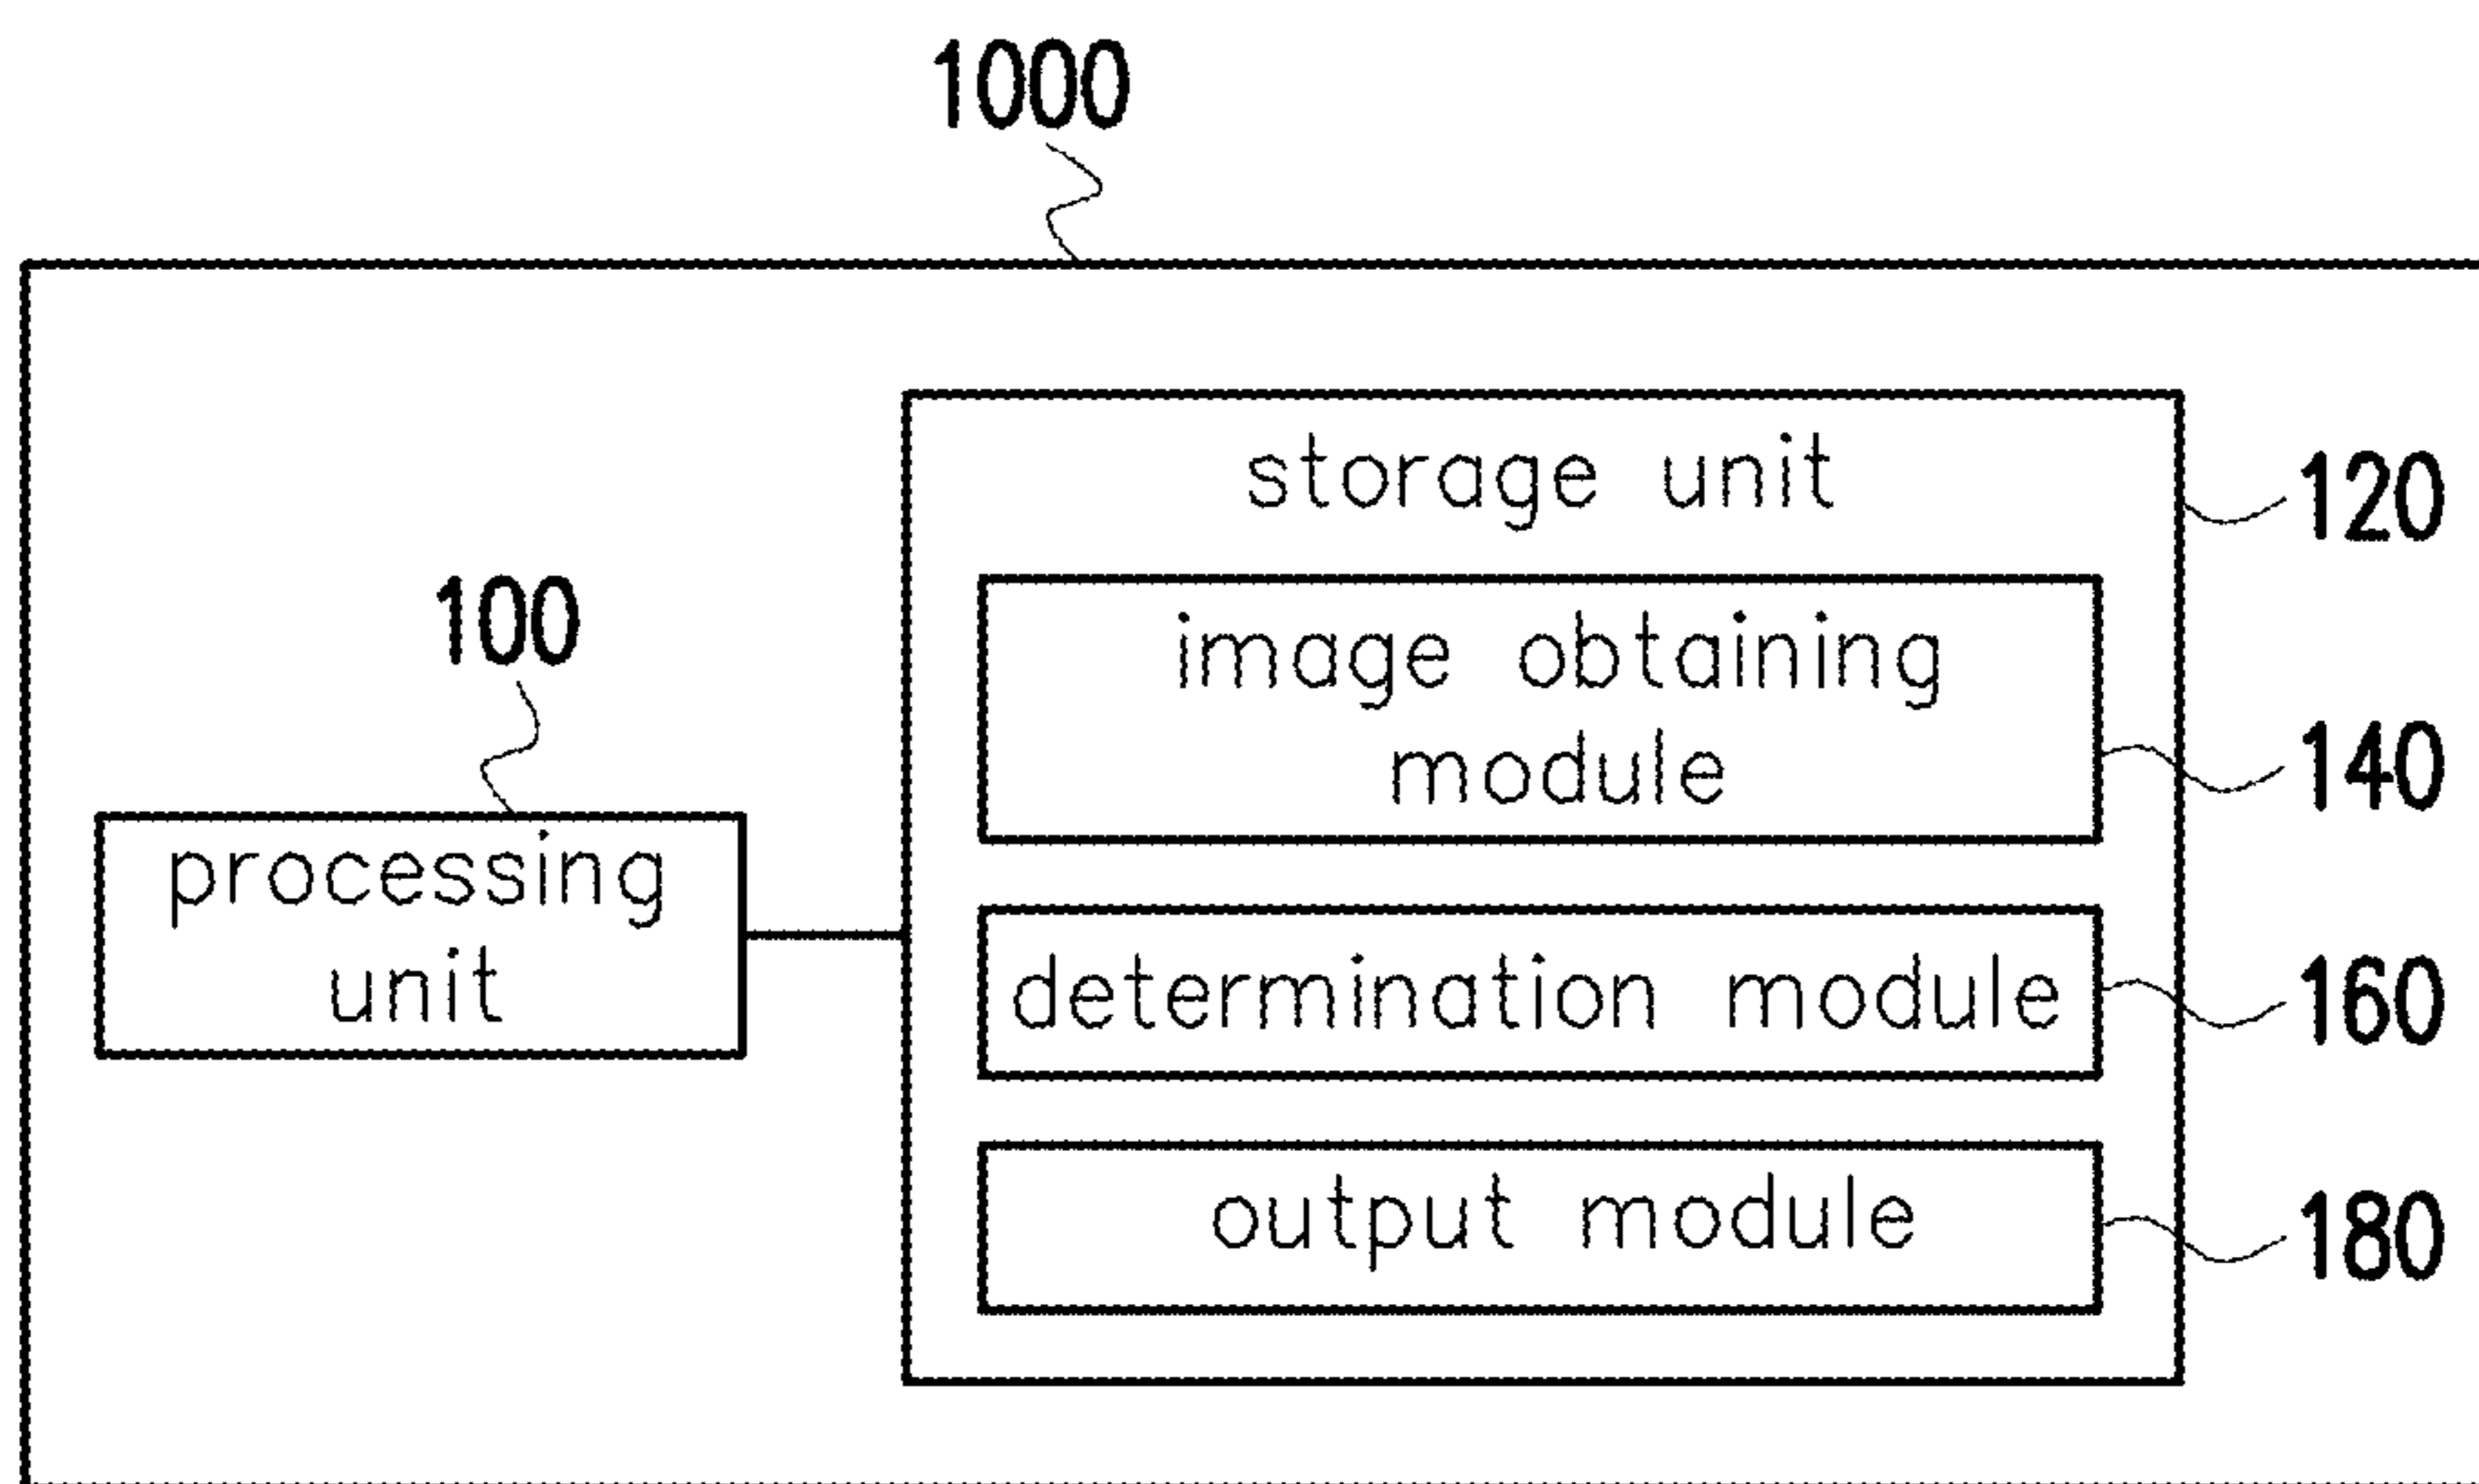 1000
storage unit
120
100
image obtaining
module
140
processing
unit
determination module
160
output module
180